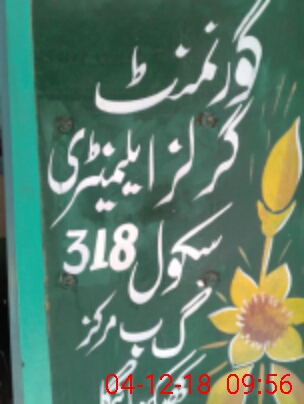 گورنمنٹ
گرلز ایلیمنٹری
سکول 318
گ ب مرکز
04-12-18 09:56